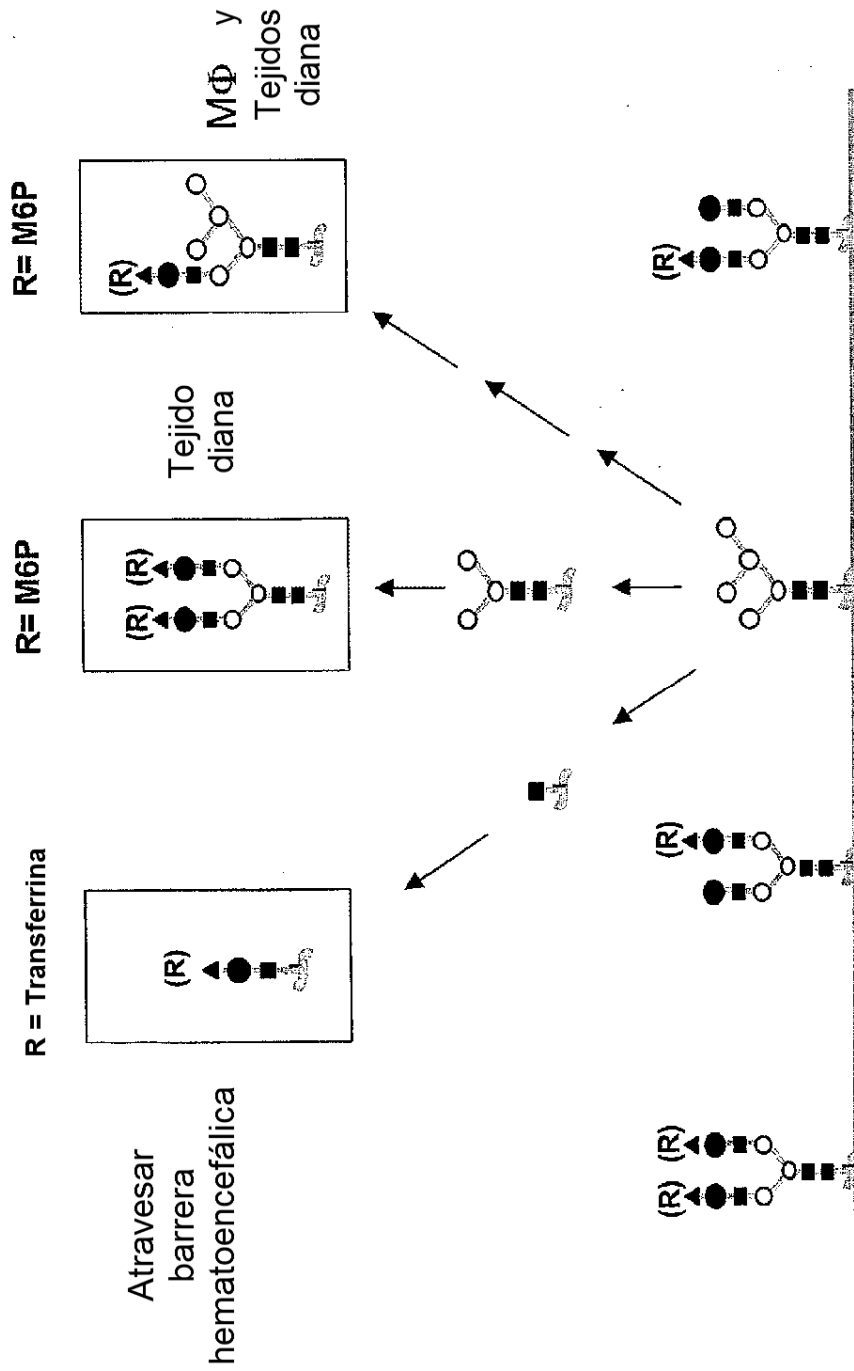 R = Transferrina
R= M6P
R= M6P
Atravesar
barrera
hematoencefálica
(R)
(R) (R)
Tejido
diana
(R)
MΦ y
Tejidos
diana
(R) (R)
(R)
(R)